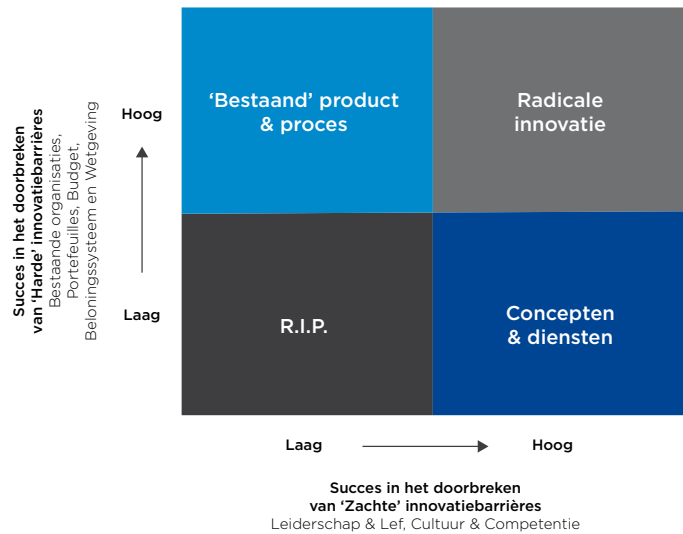 Succes in het doorbreken
van ‘Harde’ innovatiebarrières
Bestaande organisaties,
Portefeuilles, Budget,
Beloningssysteem en Wetgeving
Hoog
Laag
‘Bestaand’ product
& proces
Radicale
innovatie
R.I.P.
Concepten
& diensten
Laag
Hoog
Succes in het doorbreken
van ‘Zachte’ innovatiebarrières
Leiderschap & Lef, Cultuur & Competentie